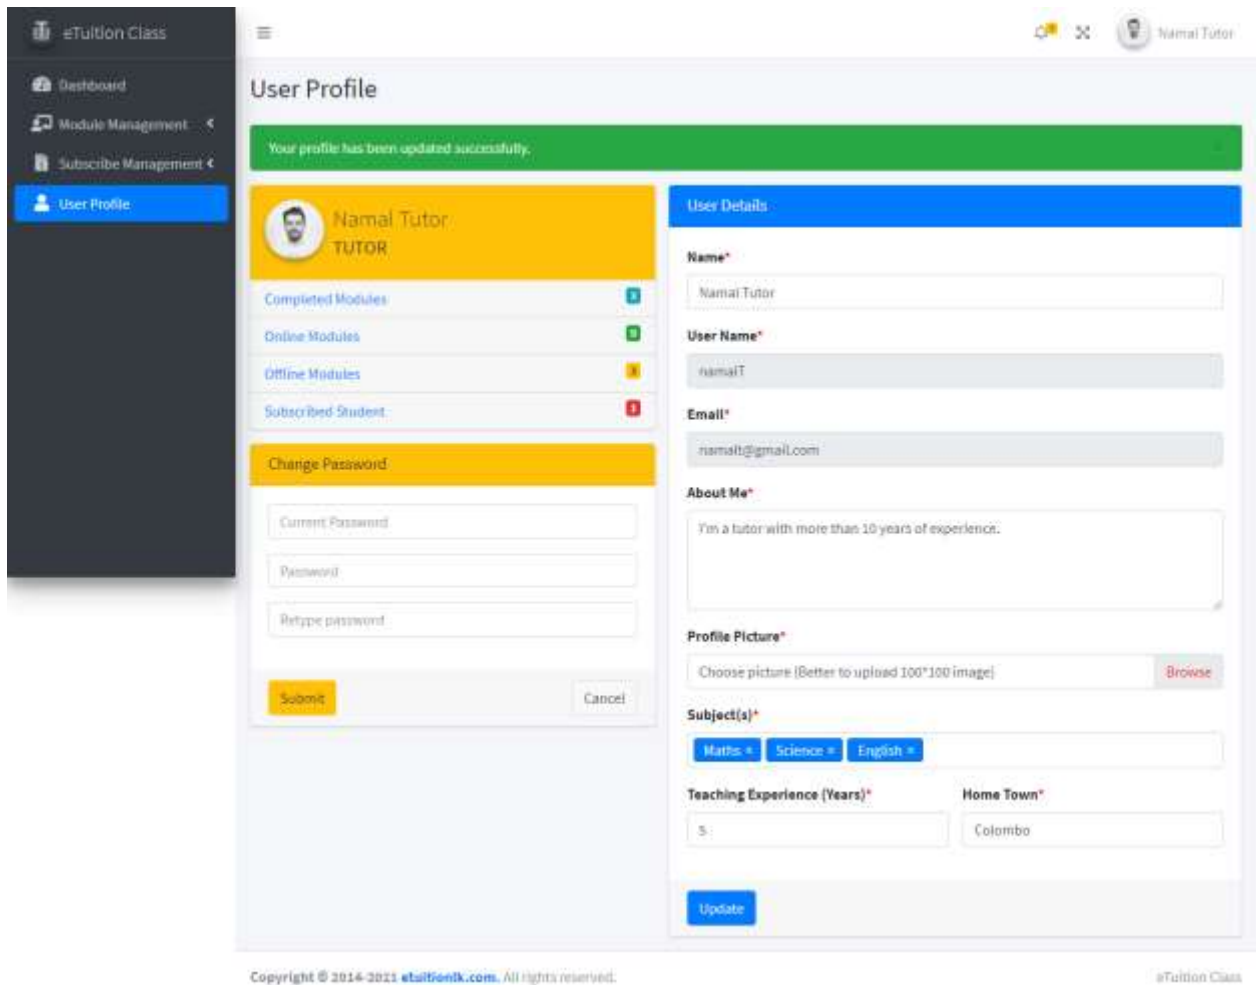 eTuition Class
Namal Tutor
Dashboard
Module Management
Subscribe Management
User Profile
User Profile
Your profile has been updated successfully.
Namal Tutor
TUTOR
Completed Modules
Online Modules
Offline Modules
Subscribed Student
Change Password
Current Password
Password
Retype password
Submit
Cancel
User Details
Name*
Namal Tutor
User Name*
namalT
Email*
namalt@gmail.com
About Me*
I'm a tutor with more than 10 years of experience.
Profile Picture*
Choose picture (Better to upload 100*100 image)
Browse
Subject(s)*
Maths × Science × English ×
Teaching Experience (Years)* Home Town*
5 Colombo
Update
Copyright © 2014-2021 etuitionlk.com. All rights reserved.
eTuition Class